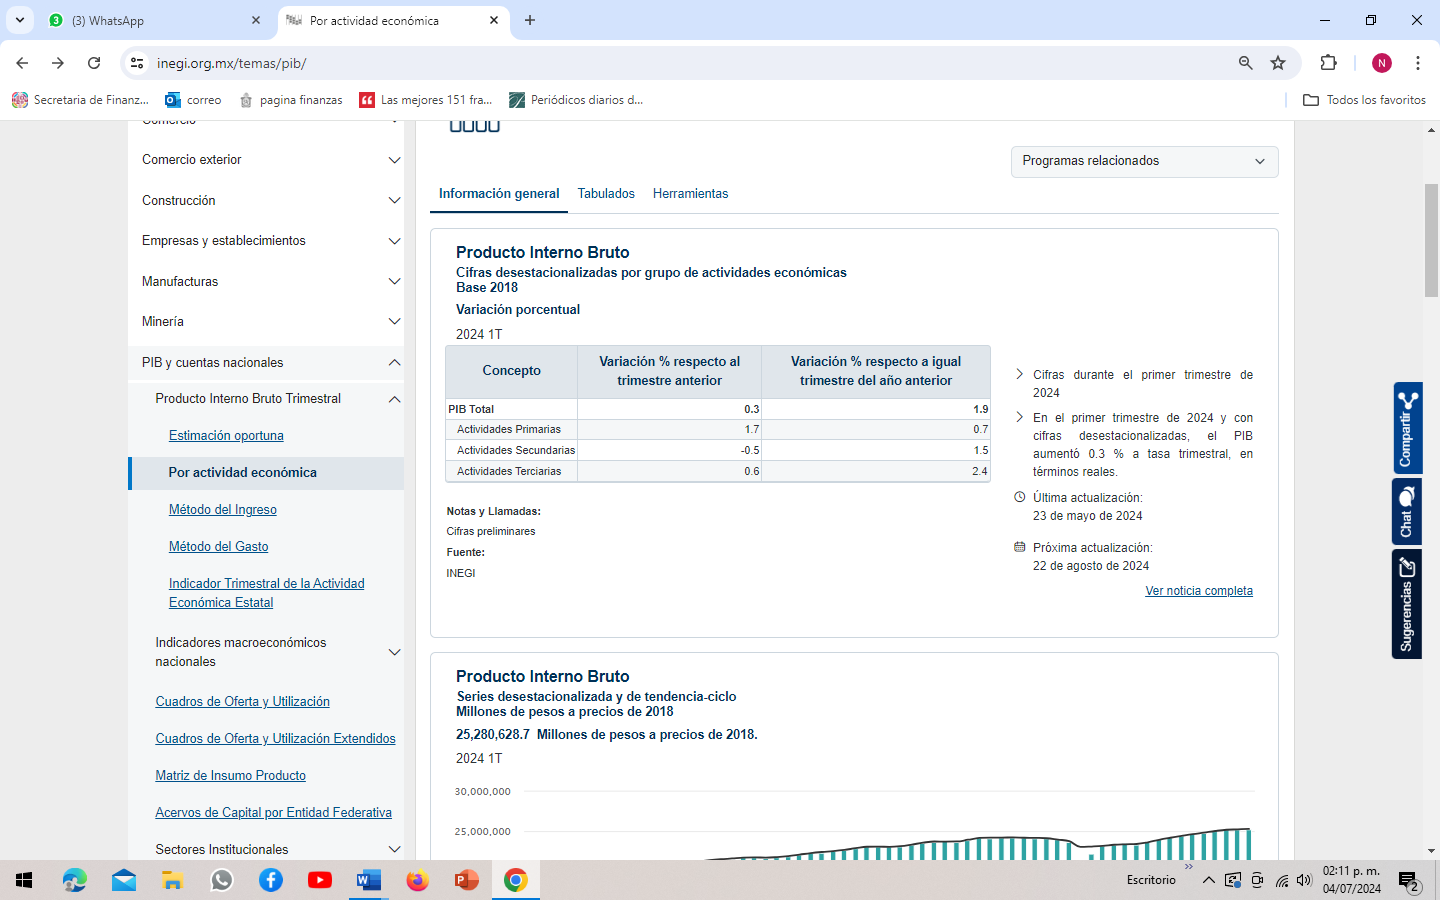 (3) WhatsApp
Por actividad económica
inegi.org.mx/temas/pib/
N
Secretaria de Finanz...
correo
pagina finanzas
Las mejores 151 fra...
Periódicos diarios d...
Todos los favoritos
Comercio
Comercio exterior
Construcción
Empresas y establecimientos
Manufacturas
Minería
PIB y cuentas nacionales
Producto Interno Bruto Trimestral
Estimación oportuna
Por actividad económica
Método del Ingreso
Método del Gasto
Indicador Trimestral de la Actividad
Económica Estatal
Indicadores macroeconómicos
nacionales
Cuadros de Oferta y Utilización
Cuadros de Oferta y Utilización Extendidos
Matriz de Insumo Producto
Acervos de Capital por Entidad Federativa
Sectores Institucionales
Programas relacionados
Información general Tabulados Herramientas
Producto Interno Bruto
Cifras desestacionalizadas por grupo de actividades económicas
Base 2018
Variación porcentual
2024 1T
Concepto
Variación % respecto al
trimestre anterior
Variación % respecto a igual
trimestre del año anterior
PIB Total 0.3 1.9
Actividades Primarias 1.7 0.7
Actividades Secundarias -0.5 1.5
Actividades Terciarias 0.6 2.4
Notas y Llamadas:
Cifras preliminares
Fuente:
INEGI
Cifras durante el primer trimestre de
2024
En el primer trimestre de 2024 y con
cifras desestacionalizadas, el PIB
aumentó 0.3 % a tasa trimestral, en
términos reales.
Última actualización:
23 de mayo de 2024
Próxima actualización:
22 de agosto de 2024
Ver noticia completa
Producto Interno Bruto
Series desestacionalizada y de tendencia-ciclo
Millones de pesos a precios de 2018
25,280,628.7 Millones de pesos a precios de 2018.
2024 1T
30,000,000
25,000,000
Compartir
Chat
Sugerencias
Escritorio
02:11 p. m.
04/07/2024
2